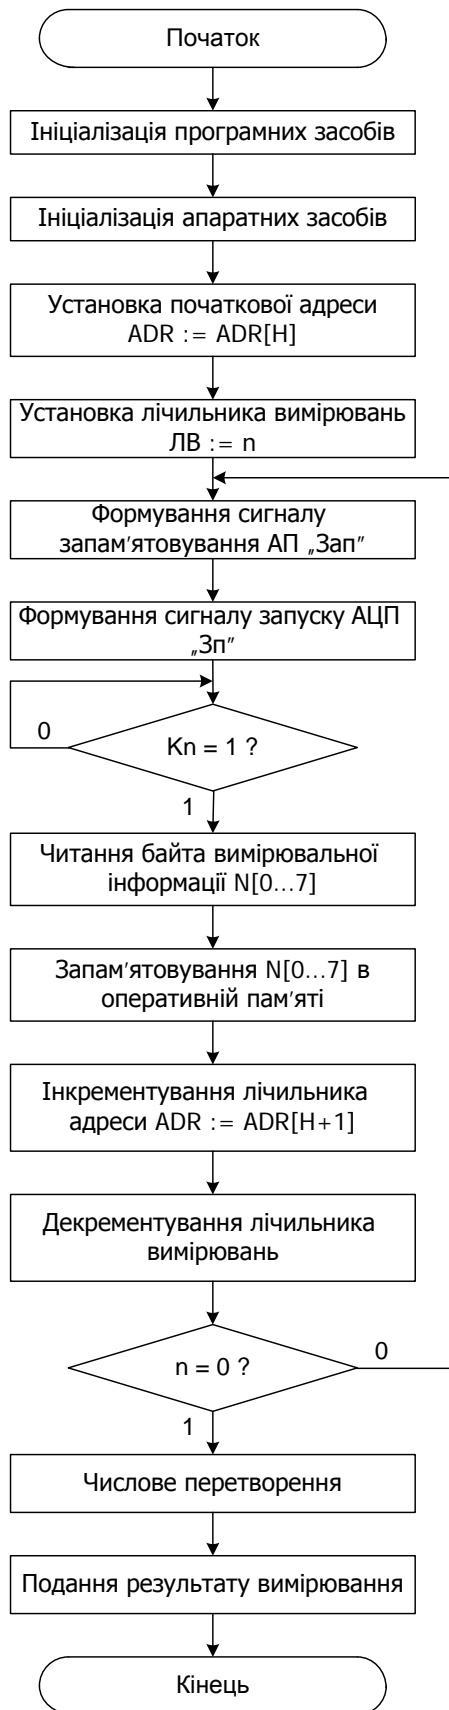 Початок
Ініціалізація програмних засобів
Ініціалізація апаратних засобів
Установка початкової адреси
ADR := ADR[H]
Установка лічильника вимірювань
ЛВ := n
Формування сигналу
запам'ятовування АП „Зап”
Формування сигналу запуску АЦП
„Зп”
0
Кп = 1 ?
1
Читання байта вимірювальної
інформації N[0...7]
Запам'ятовування N[0...7] в
оперативній пам'яті
Інкрементування лічильника
адреси ADR := ADR[H+1]
Декрементування лічильника
вимірювань
n = 0 ?
0
1
Числове перетворення
Подання результату вимірювання
Кінець